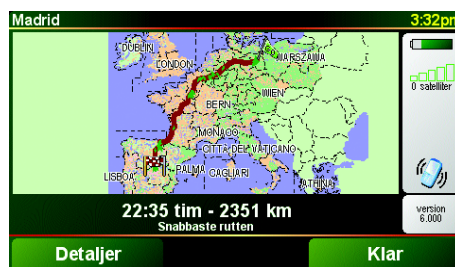 Madrid
3:32pm
DUBLIN
LONDON
WARSZAWA
WIEN
BERN
MONACO
CITTA DEL VATICANO
LISBOA
PALMA
CAGLIARI
ATHINA
0 satelliter
22:35 tim - 2351 km
Snabbaste rutten
version
6.000
Detaljer
Klar